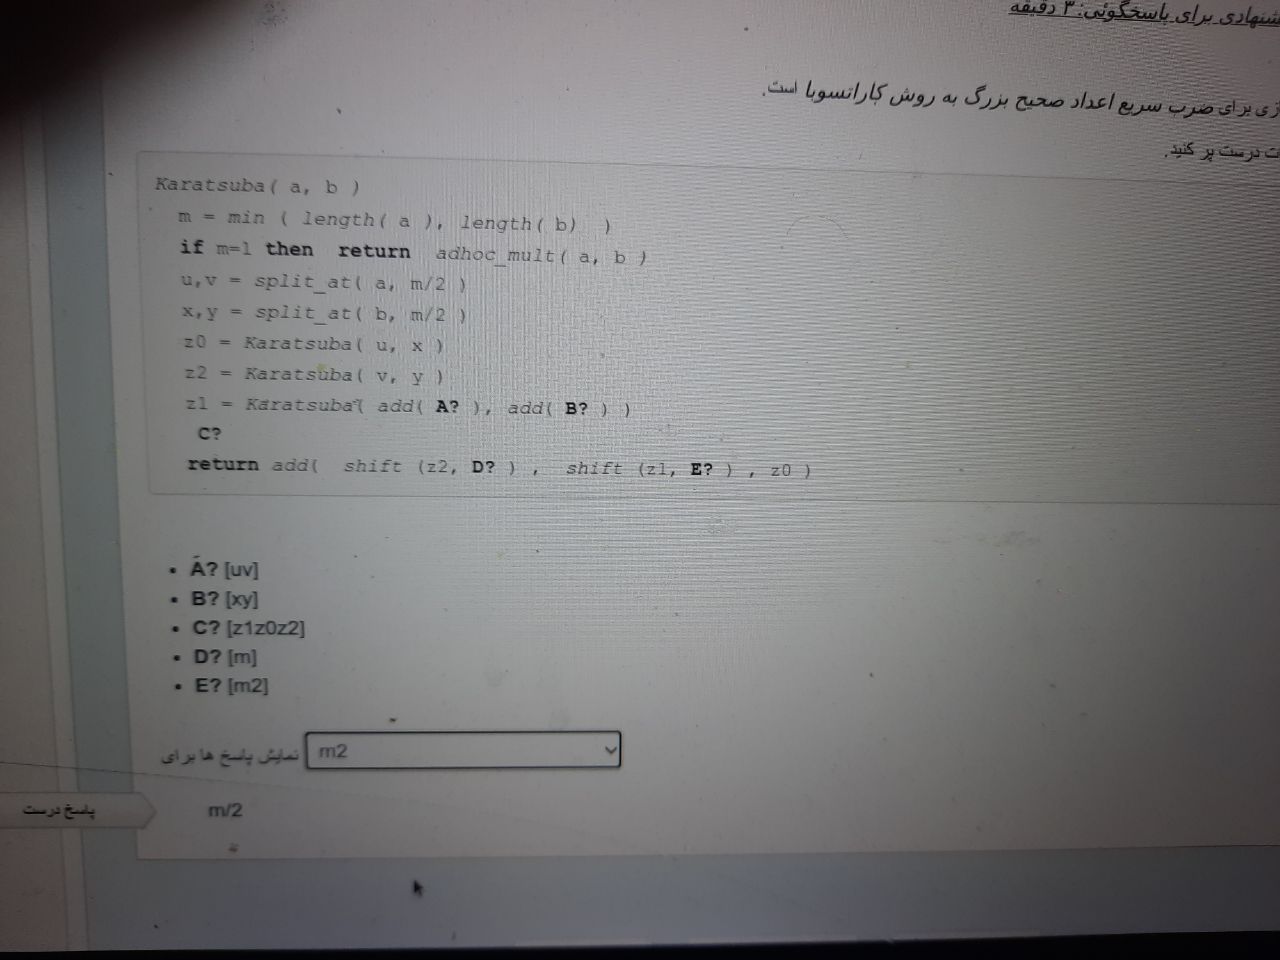 شنهادی برای پاسخگوئی: ۳ دقیقه
زی برای ضرب سریع اعداد صحیح بزرگ به روش کاراتسوبا است.
ت درست پر کنید.
Karatsuba( a, b )
m = min ( length( a ), length( b) )
if m=1 then return adhoc_mult( a, b )
u,v = split_at( a, m/2 )
x,y = split_at( b, m/2 )
z0 = Karatsuba( u, x )
z2 = Karatsuba( v, y )
z1 = Karatsuba( add( A? ), add( B? ) )
C?
return add( shift (z2, D? ) , shift (z1, E? ) , z0 )
• A? [uv]
• B? [xy]
• C? [z1z0z2]
• D? [m]
• E? [m2]
نمایش پاسخ ها برای m2
پاسخ درست m/2